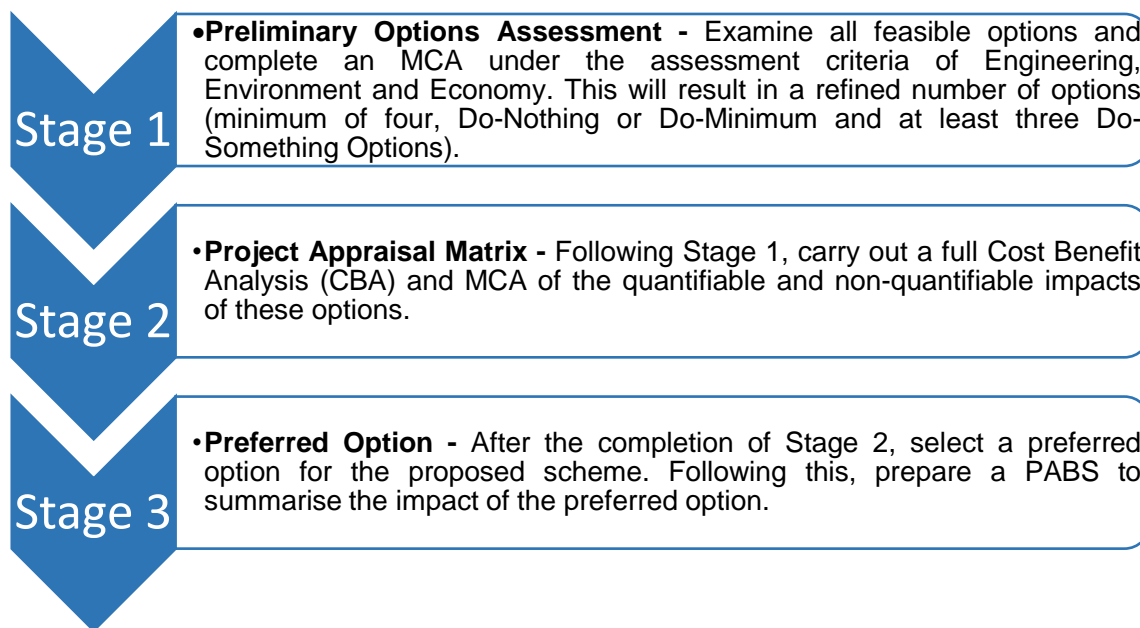 Stage 1
•Preliminary Options Assessment - Examine all feasible options and
complete an MCA under the assessment criteria of Engineering,
Environment and Economy. This will result in a refined number of options
(minimum of four, Do-Nothing or Do-Minimum and at least three Do-
Something Options).
Stage 2
•Project Appraisal Matrix - Following Stage 1, carry out a full Cost Benefit
Analysis (CBA) and MCA of the quantifiable and non-quantifiable impacts
of these options.
Stage 3
•Preferred Option - After the completion of Stage 2, select a preferred
option for the proposed scheme. Following this, prepare a PABS to
summarise the impact of the preferred option.